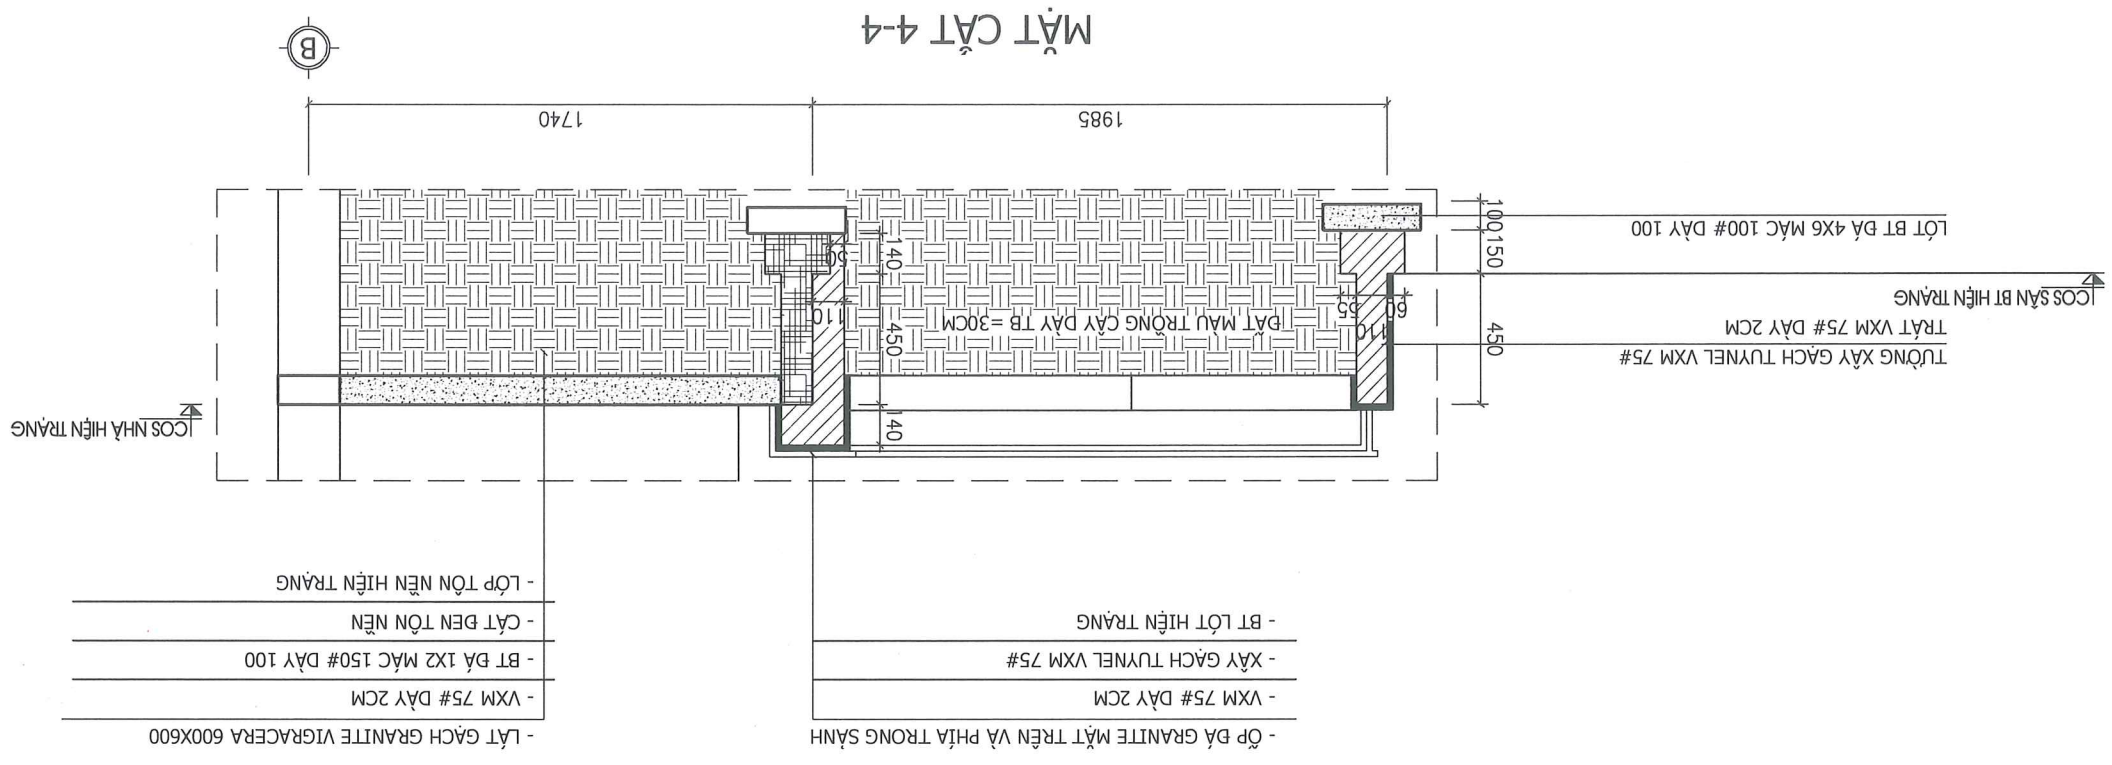 - ỐP ĐÁ GRANITE MẶT TRÊN VÀ PHÍA TRONG SẢNH
- VXM 75# DÀY 2CM
- XÂY GẠCH TUYNEL VXM 75#
- BT LÓT HIỆN TRẠNG
- LÁT GẠCH GRANITE VIGRACERA 600X600
- VXM 75# DÀY 2CM
- BT ĐÁ 1X2 MÁC 150# DÀY 100
- CÁT ĐEN TÔN NỀN
- LỚP TÔN NỀN HIỆN TRẠNG
COS NHÀ HIỆN TRẠNG
TƯỜNG XÂY GẠCH TUYNEL VXM 75#
TRÁT VXM 75# DÀY 2CM
COS SÂN BT HIỆN TRẠNG
LÓT BT ĐÁ 4X6 MÁC 100# DÀY 100
450
150
100
110
60
55
ĐẤT MÀU TRỒNG CÂY DÀY TB = 30CM
140
450
140
110
50
1985
1740
B
MẶT CẮT 4-4